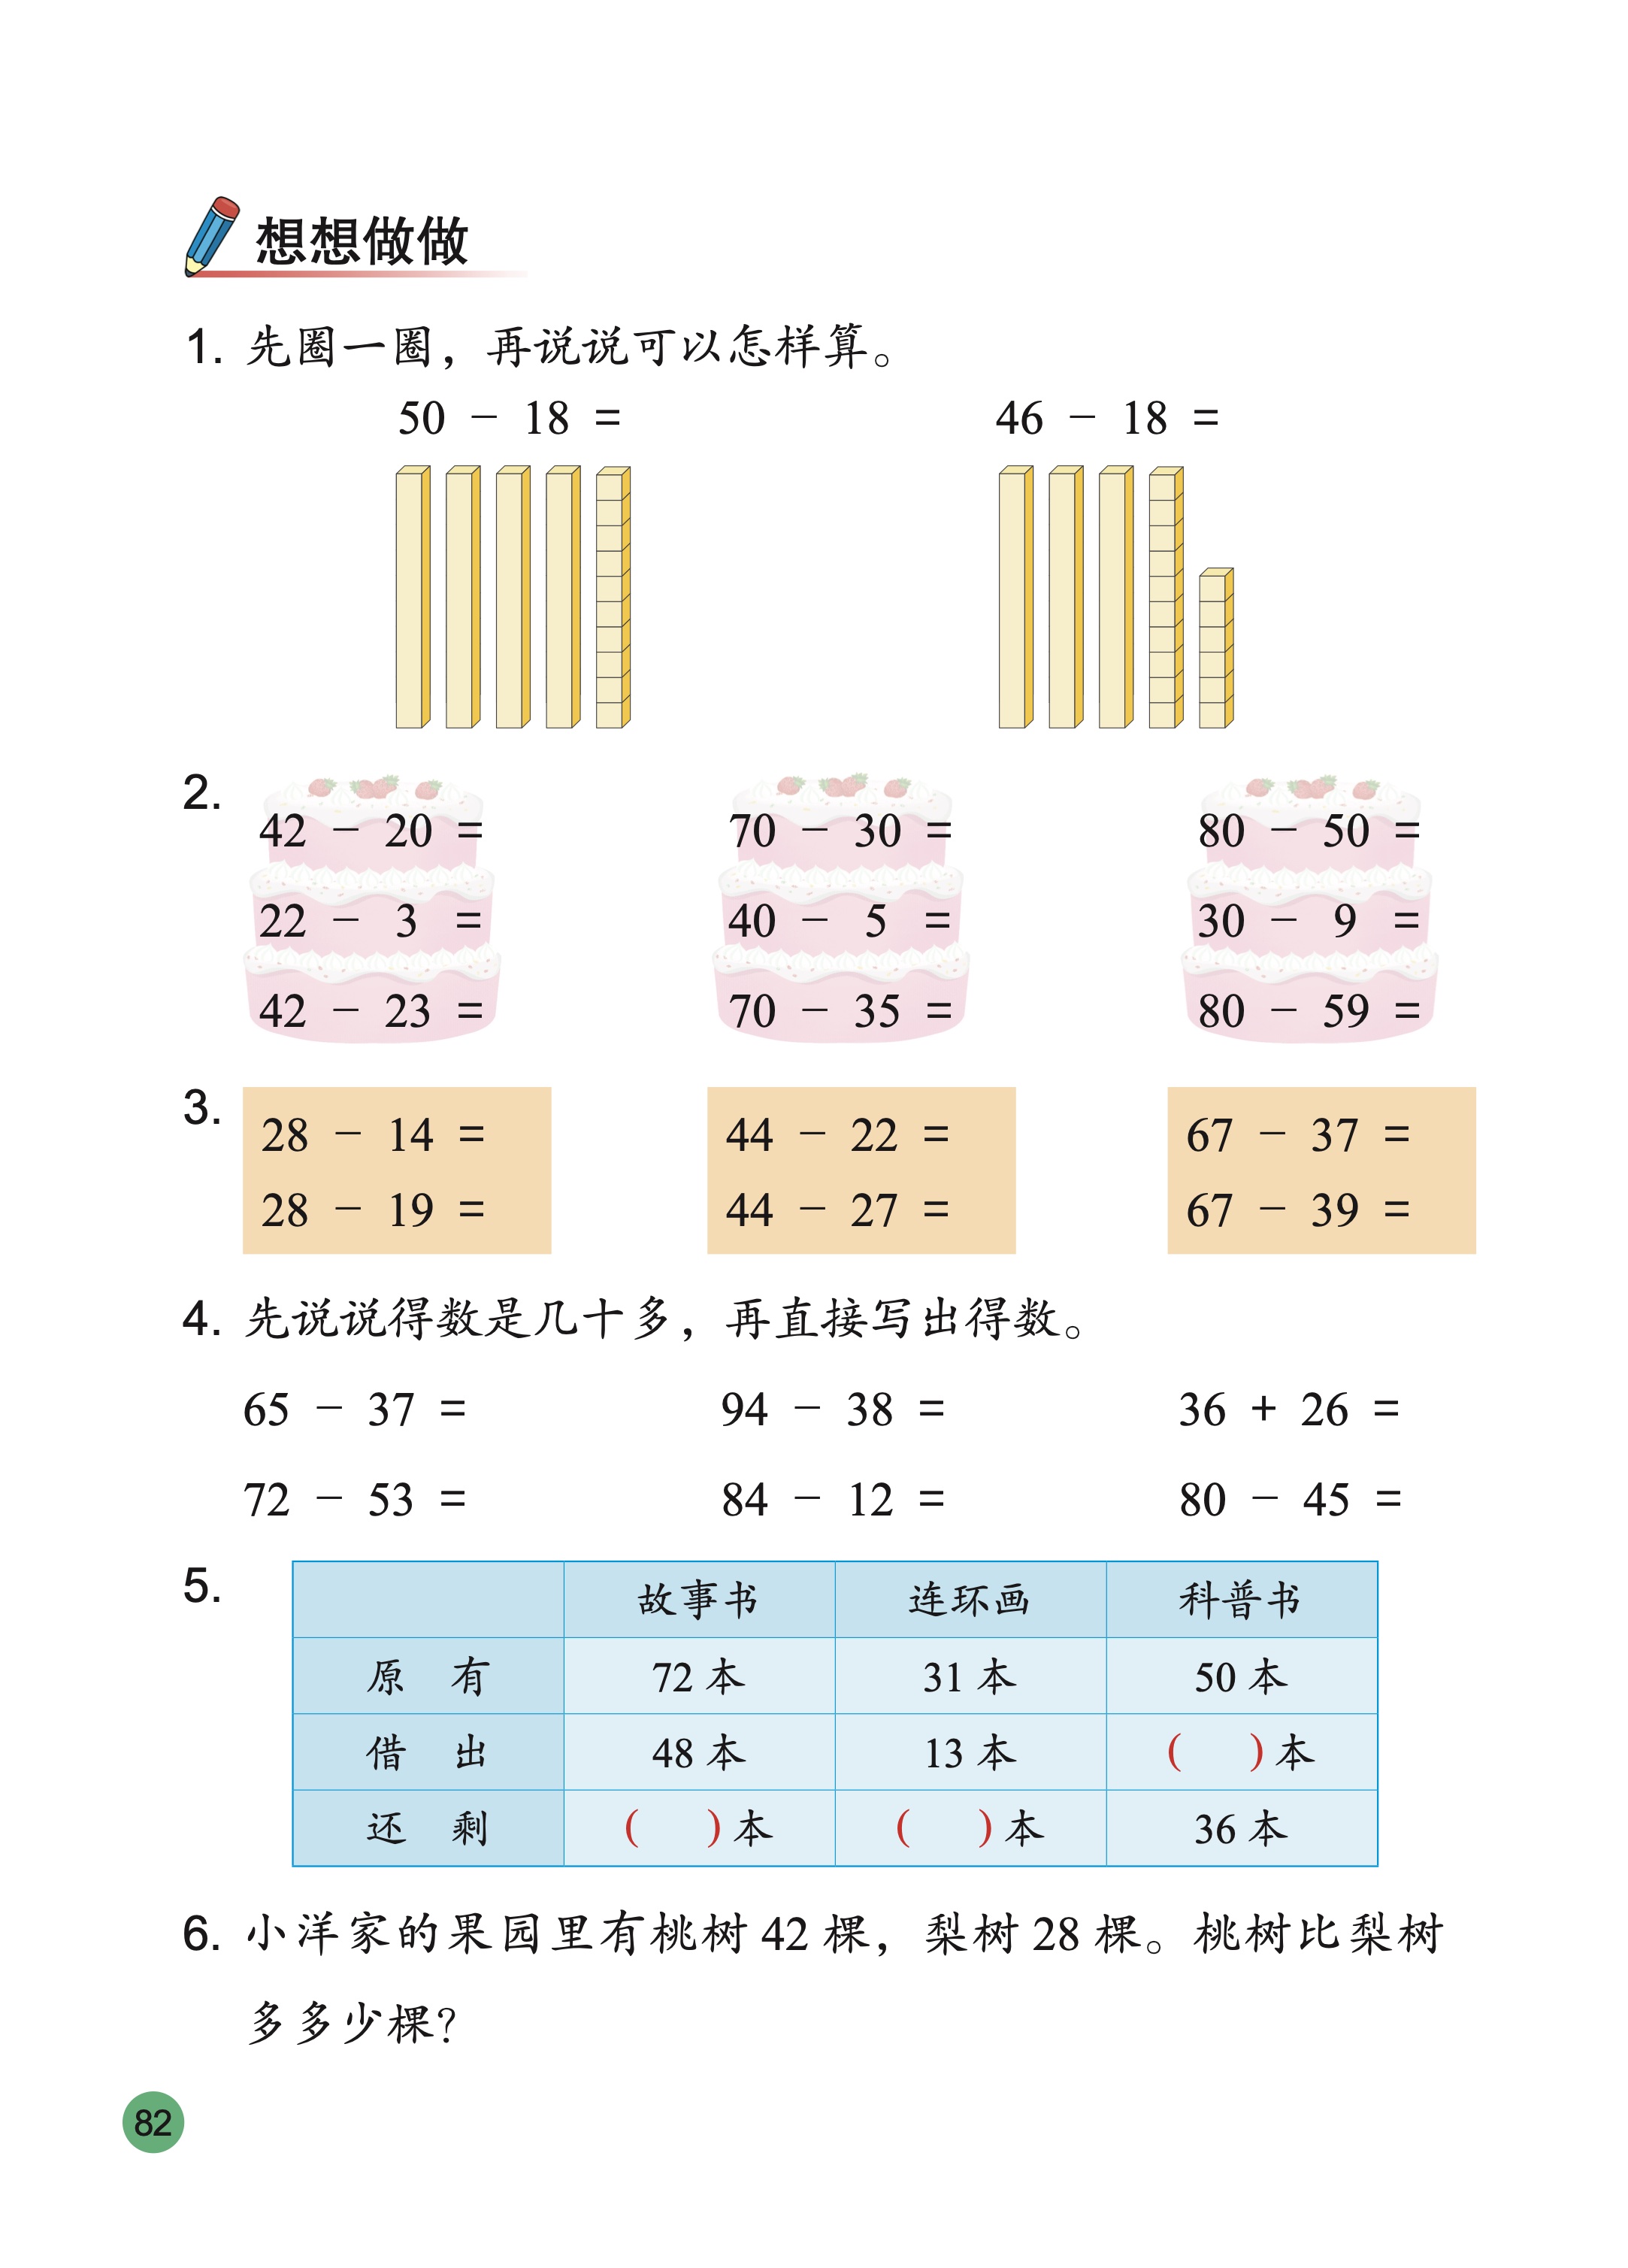 想想做做
1. 先圈一圈，再说说可以怎样算。
50 － 18 =
46 － 18 =
2.
42 － 20 =
70 － 30 =
80 － 50 =
22 － 3 =
40 － 5 =
30 － 9 =
42 － 23 =
70 － 35 =
80 － 59 =
3.
28 － 14 =
44 － 22 =
67 － 37 =
28 － 19 =
44 － 27 =
67 － 39 =
4. 先说说得数是几十多，再直接写出得数。
65 － 37 =
94 － 38 =
36 + 26 =
72 － 53 =
84 － 12 =
80 － 45 =
5.
故事书 连环画 科普书
原 有 72 本 31 本 50 本
借 出 48 本 13 本 ( ) 本
还 剩 ( ) 本 ( ) 本 36 本
6. 小洋家的果园里有桃树 42 棵，梨树 28 棵。桃树比梨树
多多少棵？
82